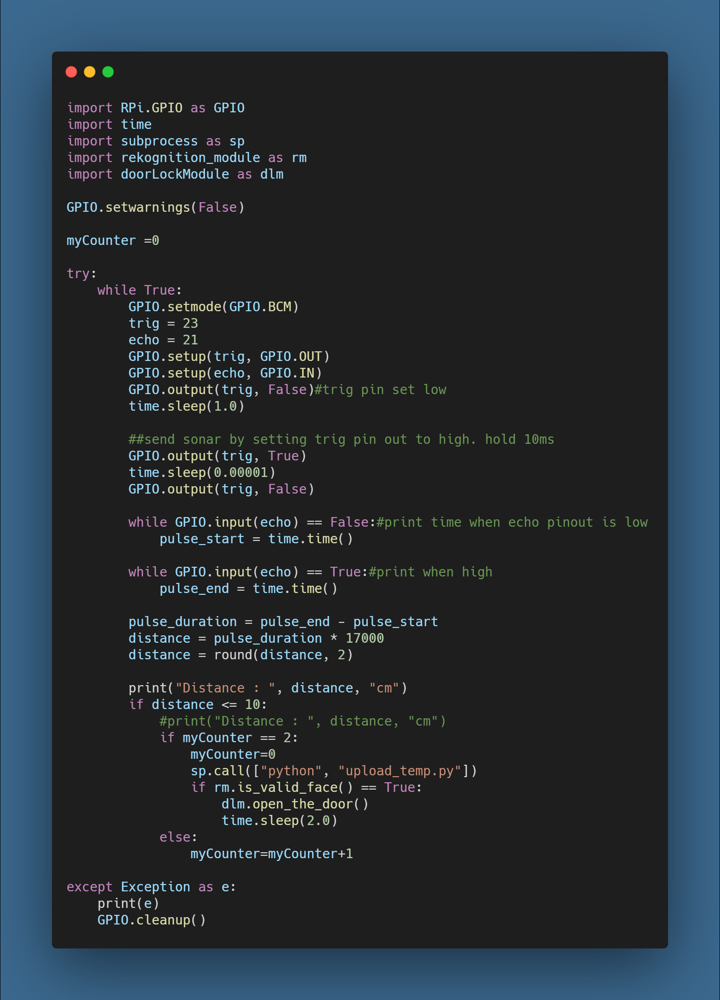 import RPi.GPIO as GPIO
import time
import subprocess as sp
import rekognition_module as rm
import doorLockModule as dlm

GPIO.setwarnings(False)

myCounter =0

try:
    while True:
        GPIO.setmode(GPIO.BCM)
        trig = 23
        echo = 21
        GPIO.setup(trig, GPIO.OUT)
        GPIO.setup(echo, GPIO.IN)
        GPIO.output(trig, False)#trig pin set low
        time.sleep(1.0)

        ##send sonar by setting trig pin out to high. hold 10ms
        GPIO.output(trig, True)
        time.sleep(0.00001)
        GPIO.output(trig, False)

        while GPIO.input(echo) == False:#print time when echo pinout is low
            pulse_start = time.time()

        while GPIO.input(echo) == True:#print when high
            pulse_end = time.time()

        pulse_duration = pulse_end - pulse_start
        distance = pulse_duration * 17000
        distance = round(distance, 2)

        print("Distance : ", distance, "cm")
        if distance <= 10:
            #print("Distance : ", distance, "cm")
            if myCounter == 2:
                myCounter=0
                sp.call(["python", "upload_temp.py"])
                if rm.is_valid_face() == True:
                    dlm.open_the_door()
                    time.sleep(2.0)
            else:
                myCounter=myCounter+1

except Exception as e:
    print(e)
    GPIO.cleanup()